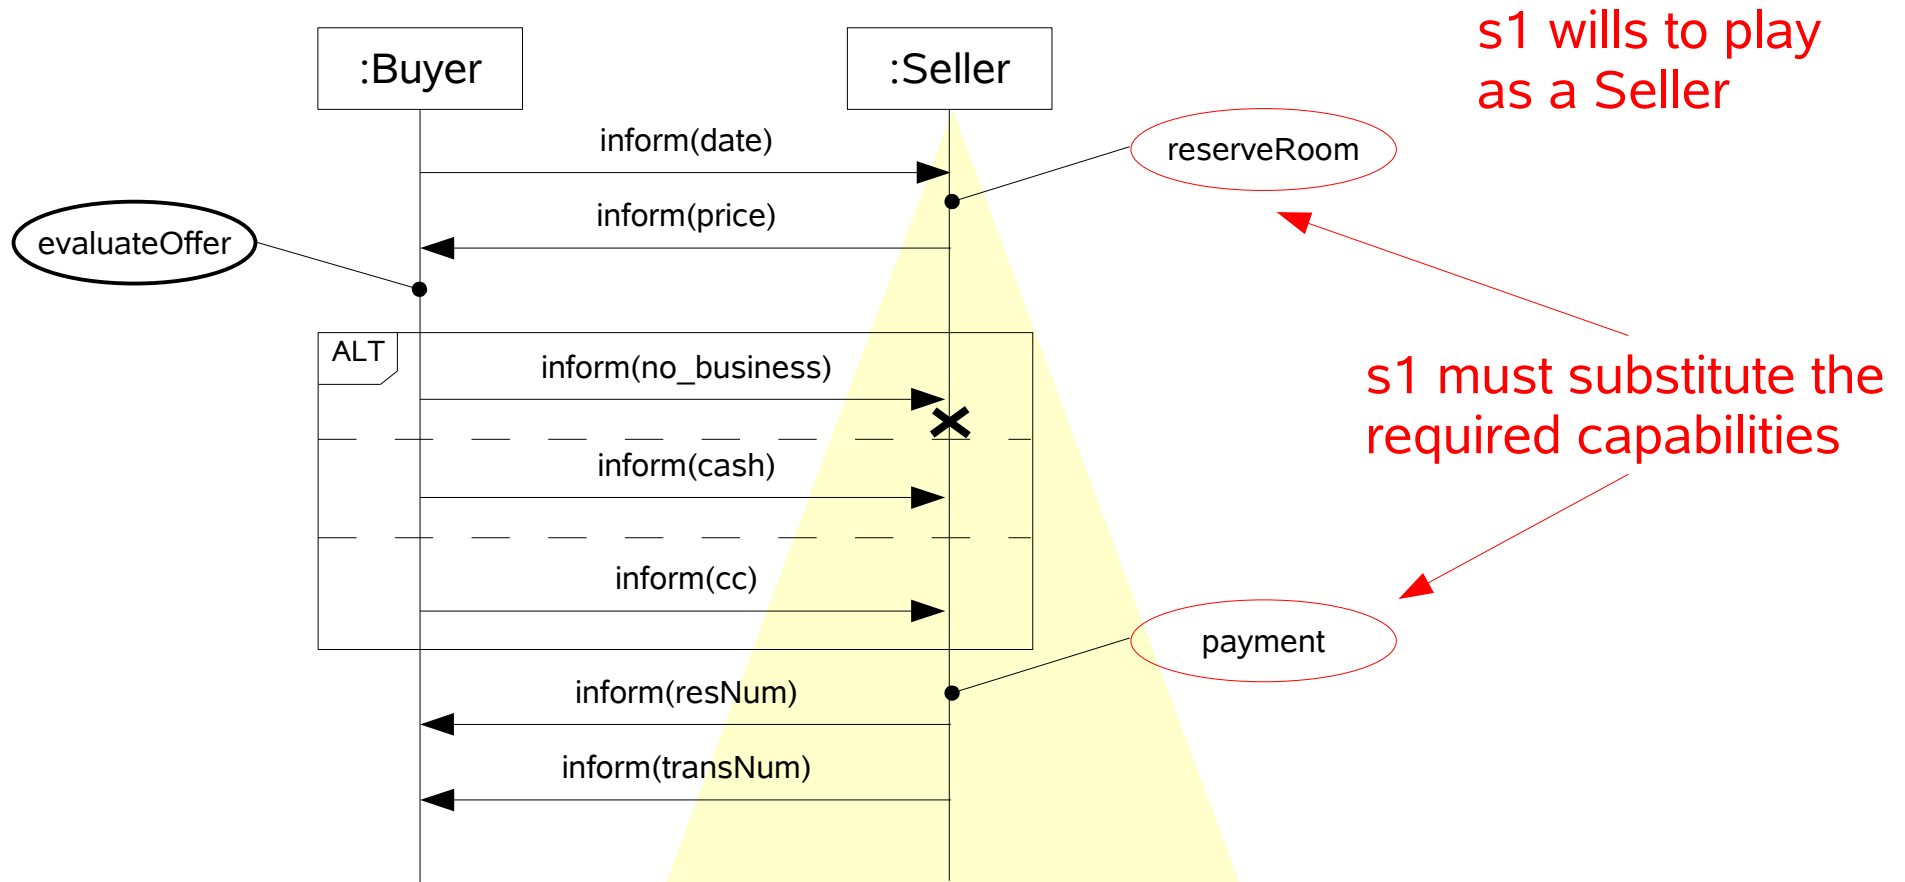 s1 wills to play
as a Seller
:Buyer
:Seller
inform(date)
reserveRoom
inform(price)
evaluateOffer
ALT
inform(no_business)
s1 must substitute the
required capabilities
inform(cash)
inform(cc)
payment
inform(resNum)
inform(transNum)